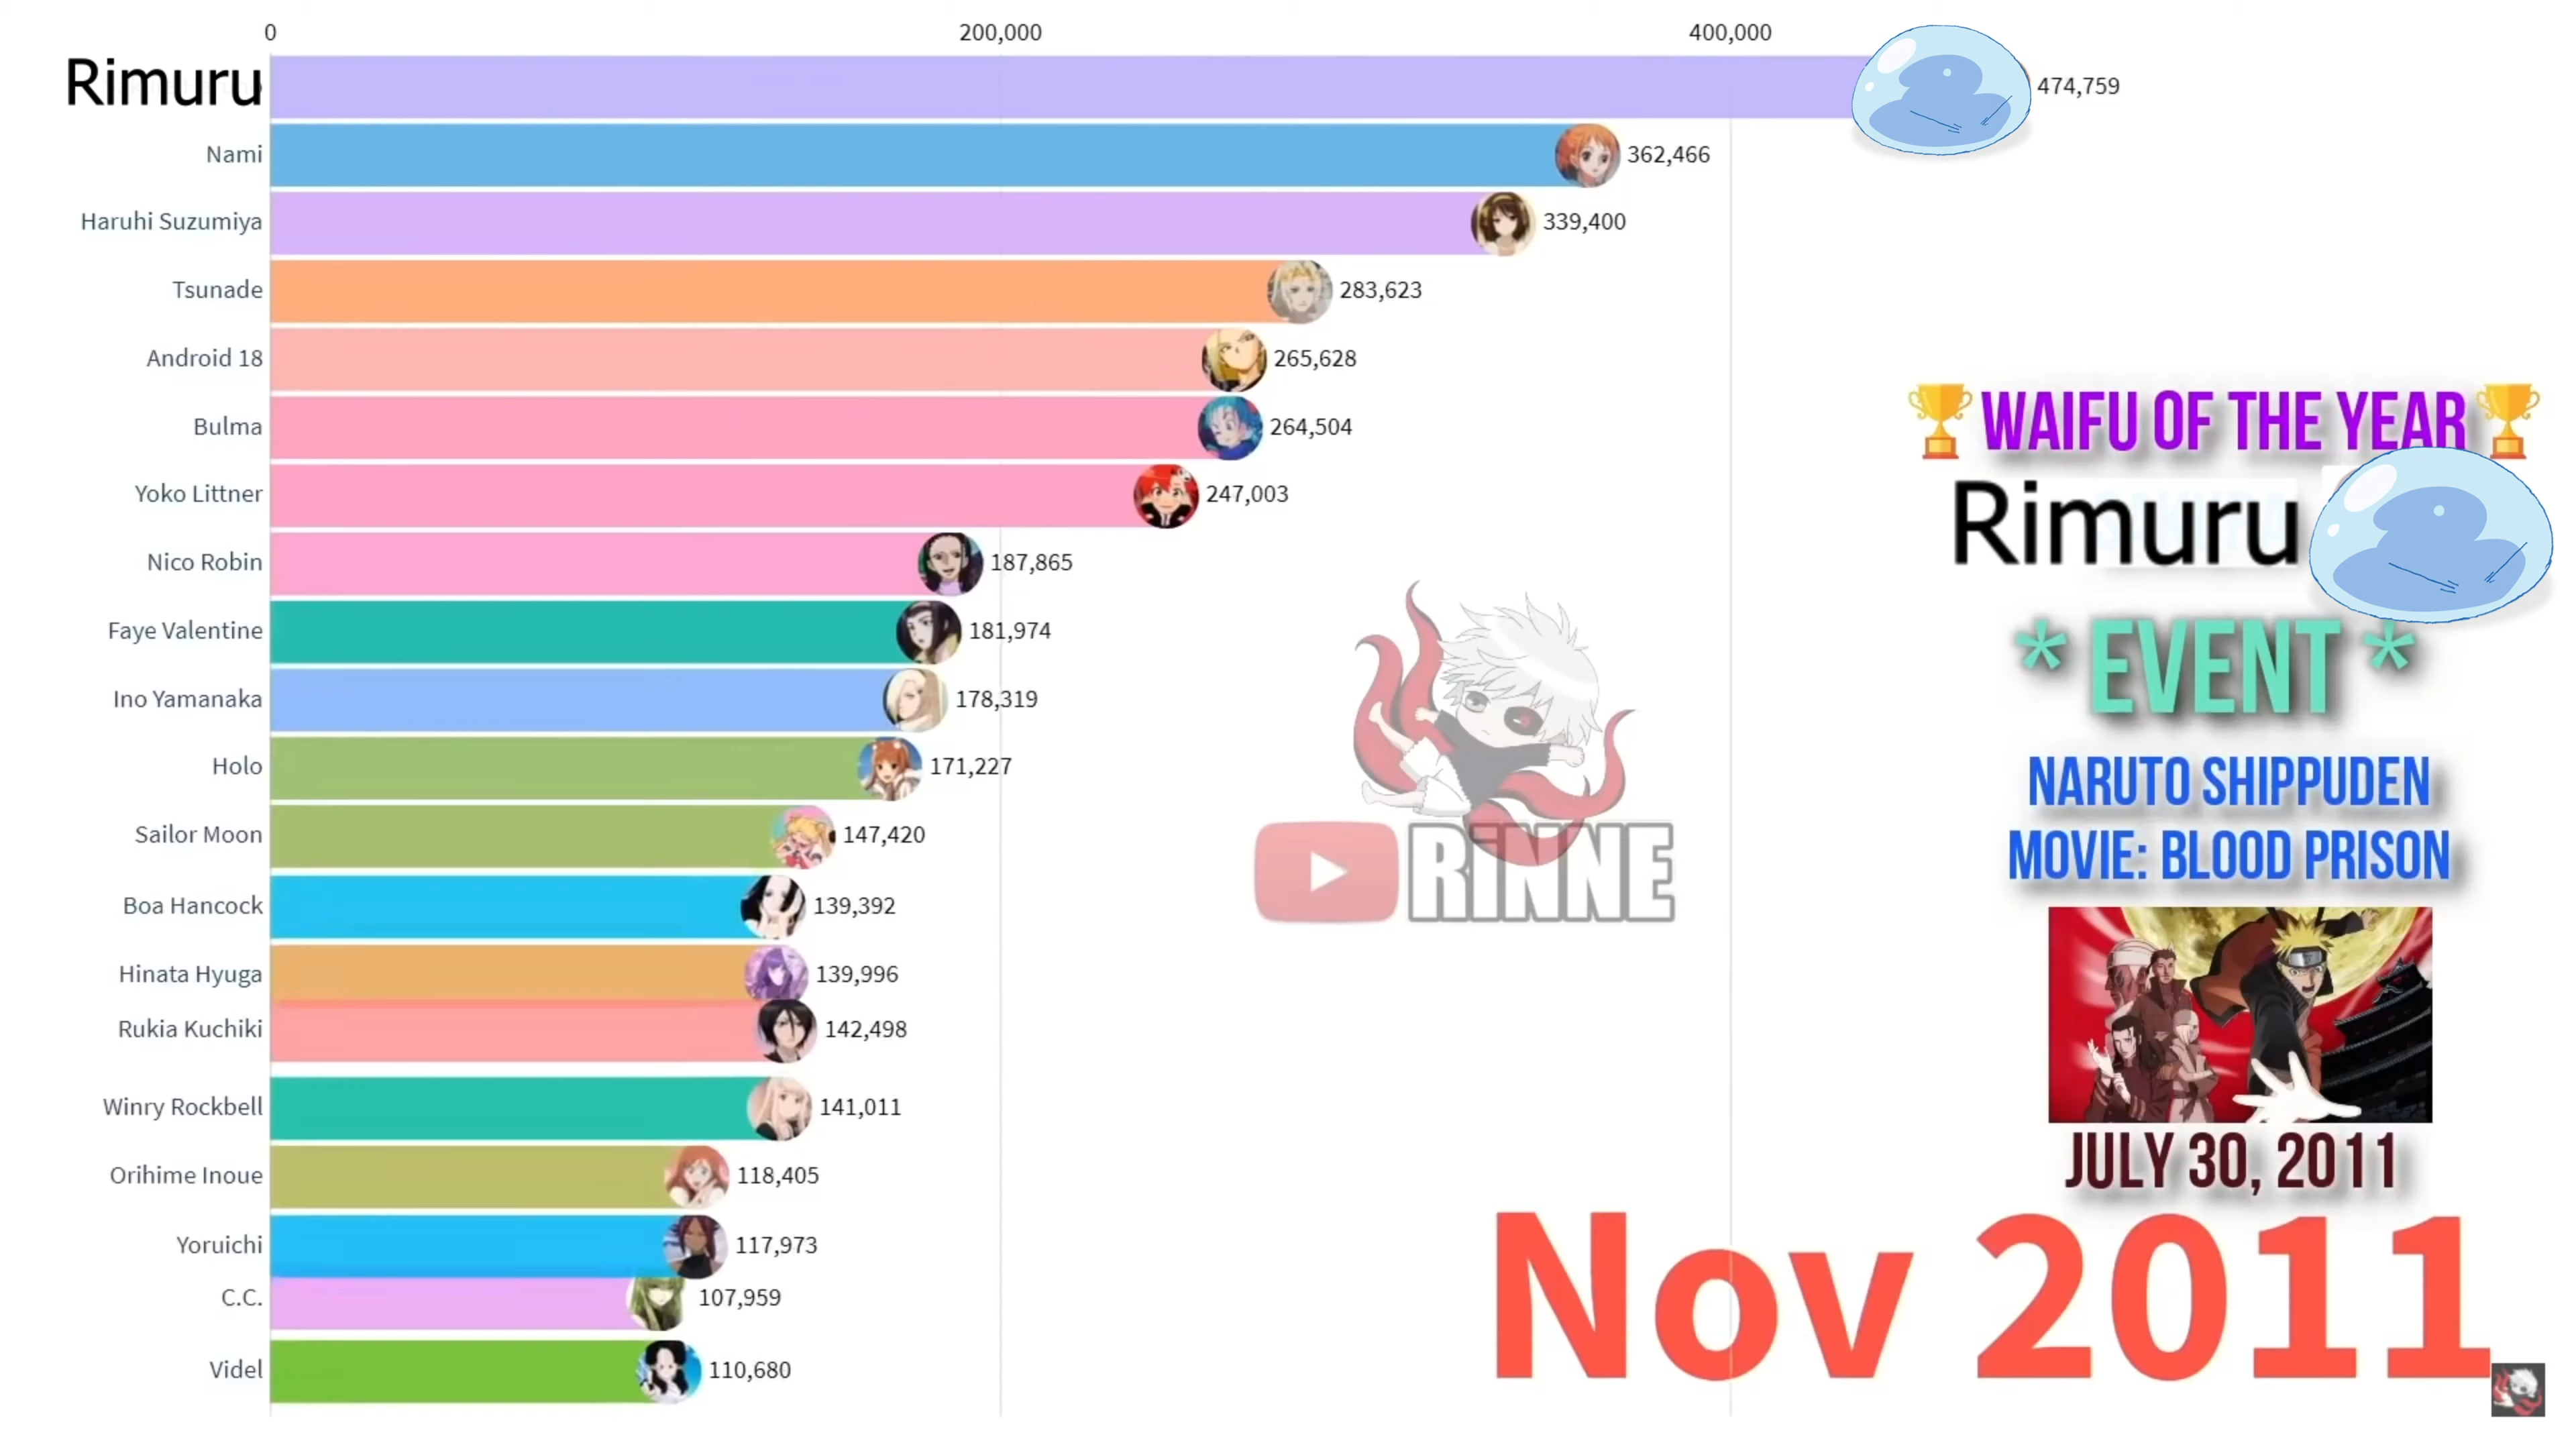 0 200,000 400,000
Rimuru 474,759
Nami 362,466
Haruhi Suzumiya 339,400
Tsunade 283,623
Android 18 265,628
Bulma 264,504
Yoko Littner 247,003
Nico Robin 187,865
Faye Valentine 181,974
Ino Yamanaka 178,319
Holo 171,227
Sailor Moon 147,420
Boa Hancock 139,392
Hinata Hyuga 139,996
Rukia Kuchiki 142,498
Winry Rockbell 141,011
Orihime Inoue 118,405
Yoruichi 117,973
C.C. 107,959
Videl 110,680
WAIFU OF THE YEAR
Rimuru
* EVENT *
NARUTO SHIPPUDEN
MOVIE: BLOOD PRISON
JULY 30, 2011
Nov 2011
RiNNE